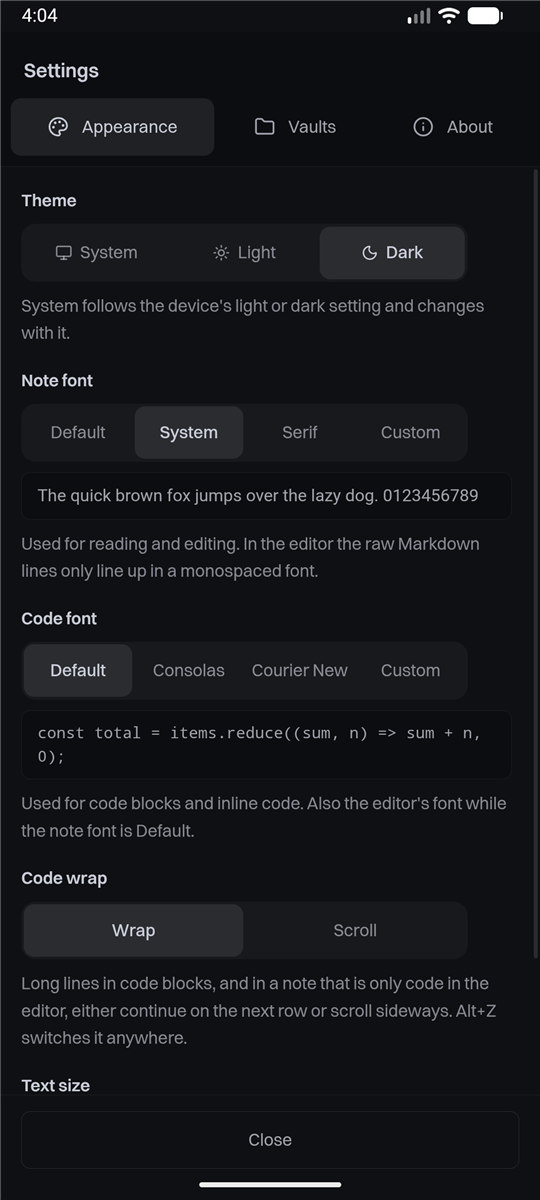 4:04
Settings
Appearance
Vaults
About
Theme
System
Light
Dark
System follows the device's light or dark setting and changes
with it.
Note font
Default
System
Serif
Custom
The quick brown fox jumps over the lazy dog. 0123456789
Used for reading and editing. In the editor the raw Markdown
lines only line up in a monospaced font.
Code font
Default
Consolas
Courier New
Custom
const total = items.reduce((sum, n) => sum + n,
0);
Used for code blocks and inline code. Also the editor's font while
the note font is Default.
Code wrap
Wrap
Scroll
Long lines in code blocks, and in a note that is only code in the
editor, either continue on the next row or scroll sideways. Alt+Z
switches it anywhere.
Text size
Close